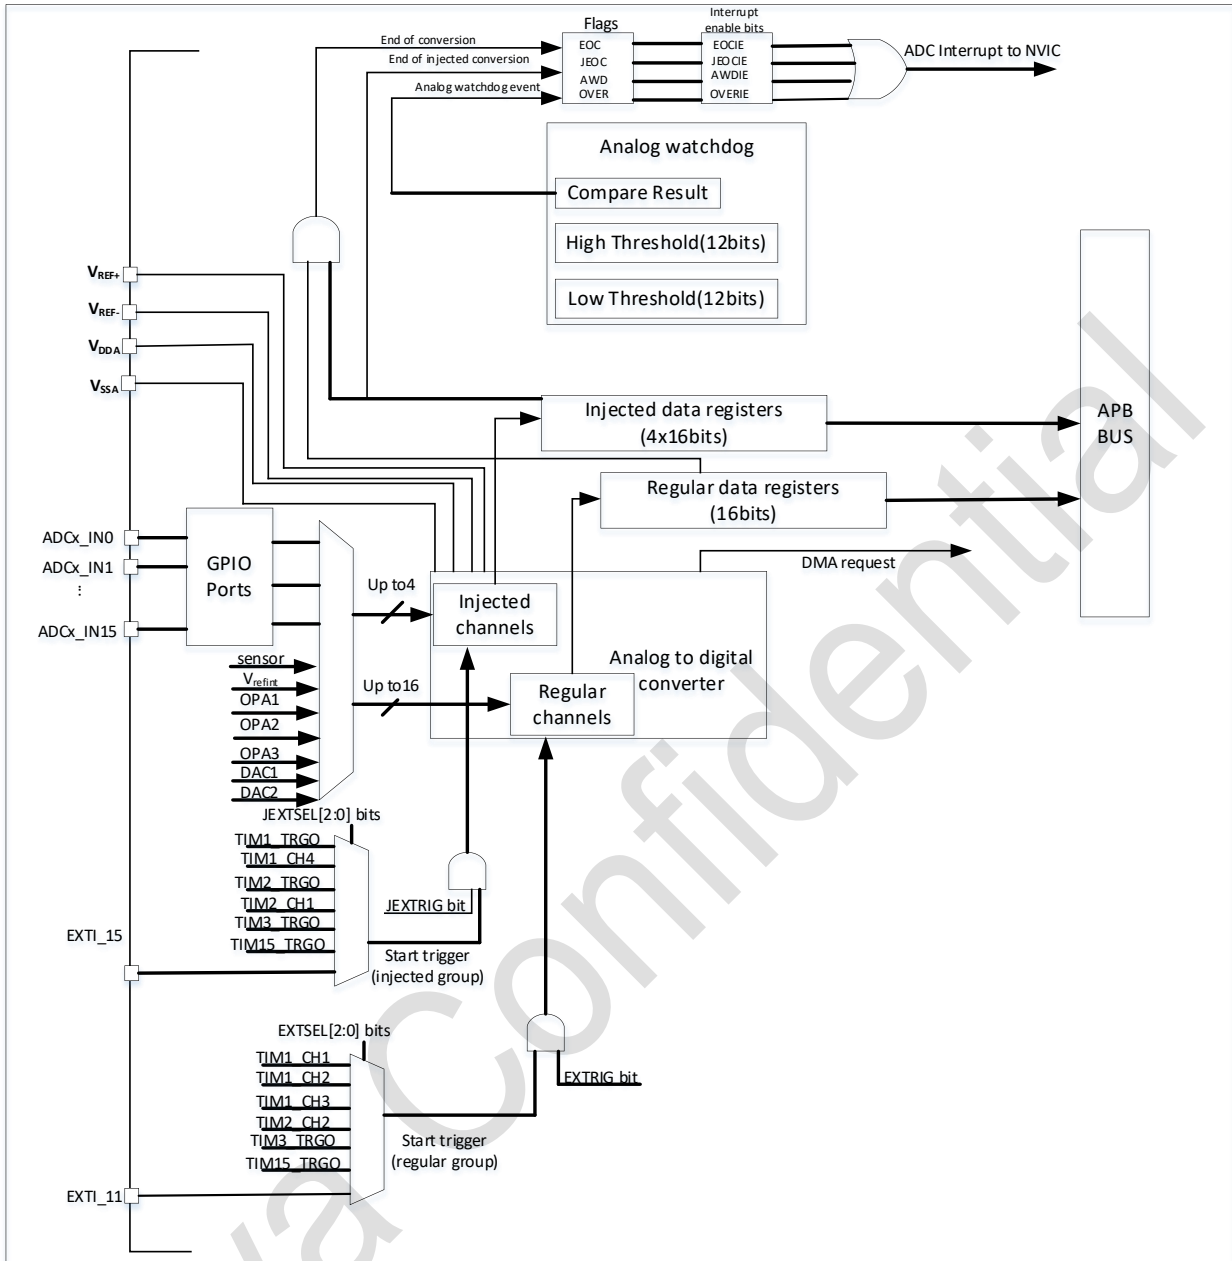 Flags
Interrupt
enable bits
End of conversion
EOC
EOCIE
ADC Interrupt to NVIC
End of injected conversion
JEOC
JEOCIE
AWD
AWDIE
Analog watchdog event
OVER
OVERIE
Analog watchdog
Compare Result
High Threshold(12bits)
Low Threshold(12bits)
VREF+
VREF-
VDDA
VSSA
Injected data registers
(4x16bits)
APB
BUS
Regular data registers
(16bits)
DMA request
ADCx_IN0
ADCx_IN1
⋮
ADCx_IN15
GPIO
Ports
Up to4
Injected
channels
Analog to digital
converter
sensor
Vrefint
Up to16
Regular
channels
OPA1
OPA2
OPA3
DAC1
DAC2
JEXTSEL[2:0] bits
TIM1_TRGO
TIM1_CH4
TIM2_TRGO
TIM2_CH1
TIM3_TRGO
TIM15_TRGO
JEXTRIG bit
EXTI_15
Start trigger
(injected group)
EXTSEL[2:0] bits
TIM1_CH1
TIM1_CH2
TIM1_CH3
TIM2_CH2
TIM3_TRGO
TIM15_TRGO
EXTRIG bit
Start trigger
(regular group)
EXTI_11
Confidential